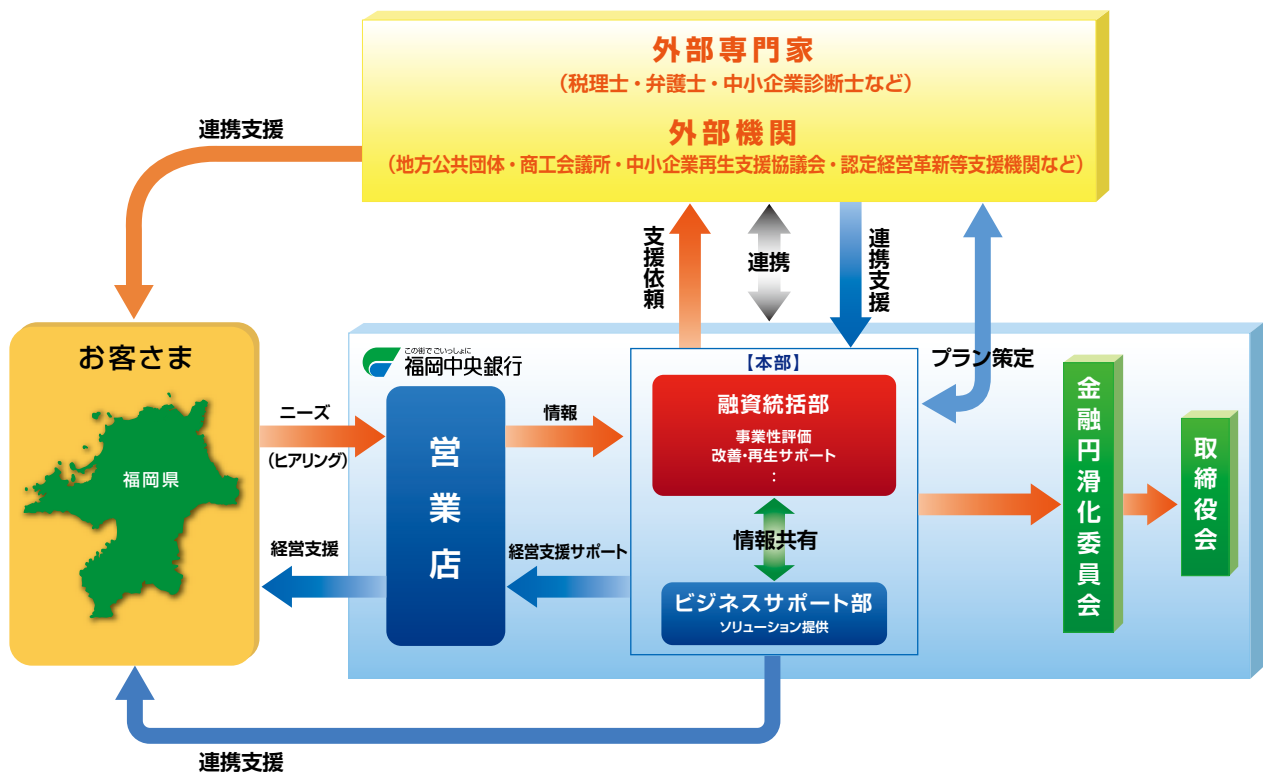 外部専門家
（税理士・弁護士・中小企業診断士など）
外部機関
（地方公共団体・商工会議所・中小企業再生支援協議会・認定経営革新等支援機関など）
連携支援
支援依頼
連携
連携支援
プラン策定
お客さま
福岡県
この街でごいっしょに
福岡中央銀行
ニーズ
（ヒアリング）
営業店
情報
経営支援
経営支援サポート
【本部】
融資統括部
事業性評価
改善・再生サポート
：
情報共有
ビジネスサポート部
ソリューション提供
金融円滑化委員会
取締役会
連携支援